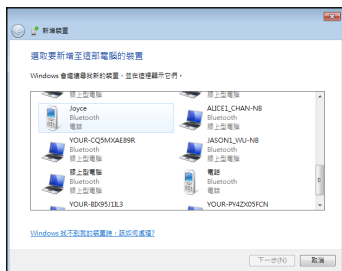 新增裝置
選取要新增至這部電腦的裝置
Windows 會繼續尋找新的裝置，並在這裡顯示它們。
膝上型電腦
膝上型電腦
Joyce
Bluetooth
電話
ALICE1_CHAN-NB
Bluetooth
膝上型電腦
YOUR-CQ5MXAE89R
Bluetooth
膝上型電腦
JASON1_WU-NB
Bluetooth
膝上型電腦
膝上型電腦
Bluetooth
膝上型電腦
電話
Bluetooth
電話
YOUR-8IX95J1L3
YOUR-PY4ZX05FCN
Windows 找不到我的裝置時，該如何處理?
下一步(N)
取消